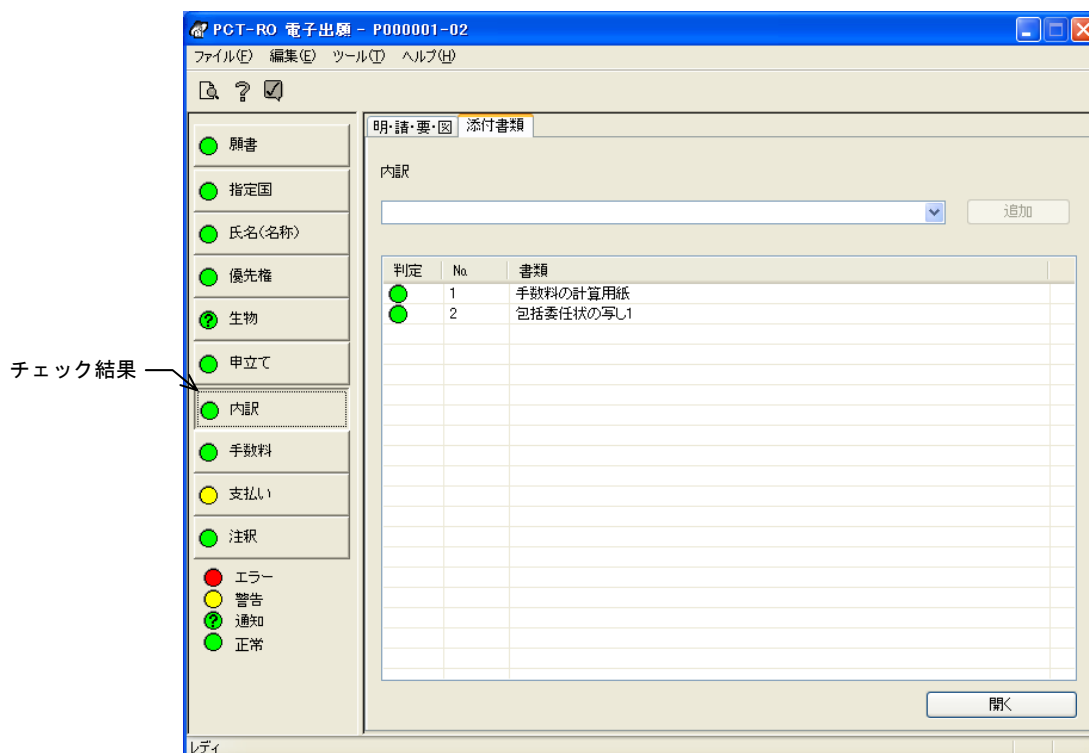 PCT-RO 電子出願 - P000001-02
ファイル(F) 編集(E) ツール(T) ヘルプ(H)
明・請・要・図 添付書類
願書
指定国
氏名(名称)
優先権
生物
申立て
内訳
手数料
支払い
注釈
エラー
警告
通知
正常
チェック結果
内訳
追加
判定 No. 書類
1 手数料の計算用紙
2 包括委任状の写し1
開く
レディ